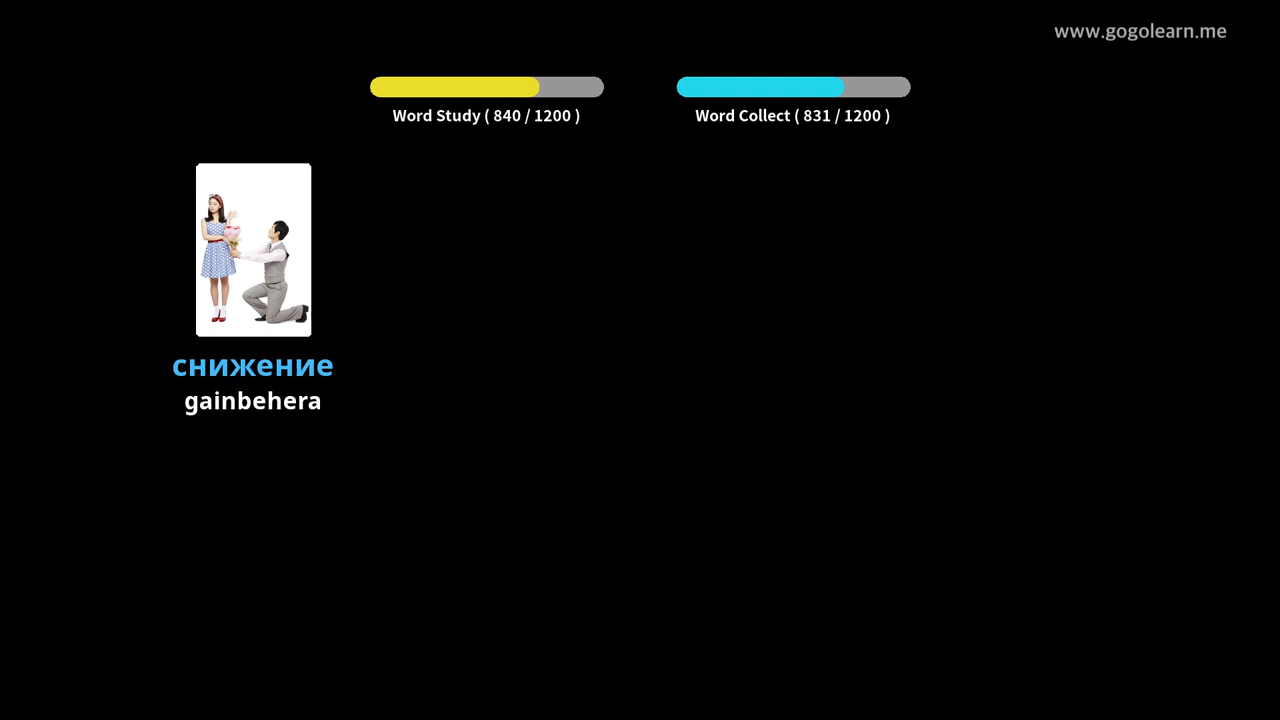 www.gogolearn.me
Word Study ( 840 / 1200 )
Word Collect ( 831 / 1200 )
снижение
gainbehera